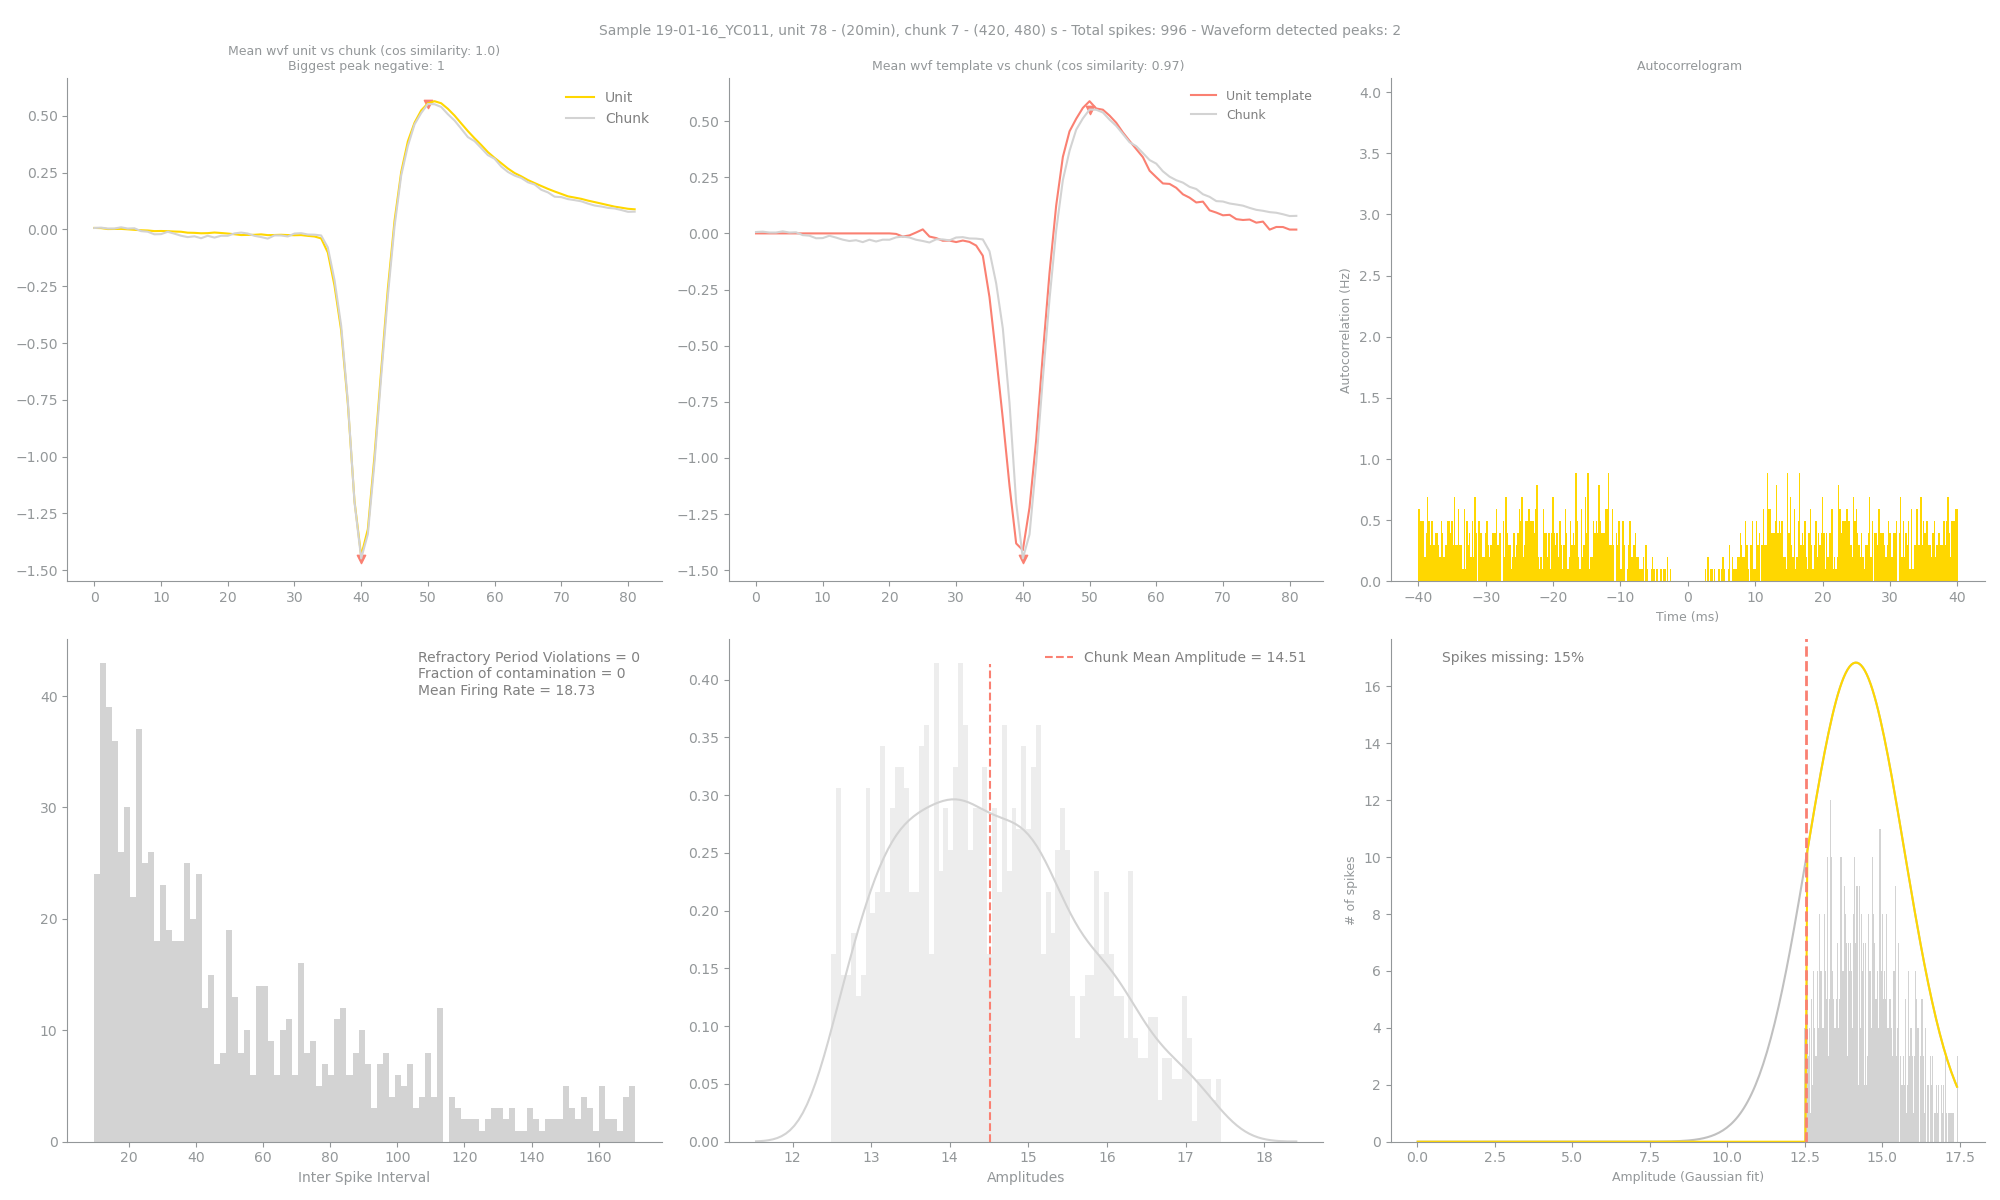 Sample 19-01-16_YC011, unit 78 - (20min), chunk 7 - (420, 480) s - Total spikes: 996 - Waveform detected peaks: 2
Mean wvf unit vs chunk (cos similarity: 1.0)
Biggest peak negative: 1
Unit
Chunk
0.50
0.25
0.00
−0.25
−0.50
−0.75
−1.00
−1.25
−1.50
0 10 20 30 40 50 60 70 80
Mean wvf template vs chunk (cos similarity: 0.97)
Unit template
Chunk
0.50
0.25
0.00
−0.25
−0.50
−0.75
−1.00
−1.25
−1.50
0 10 20 30 40 50 60 70 80
Autocorrelogram
Autocorrelation (Hz)
4.0
3.5
3.0
2.5
2.0
1.5
1.0
0.5
0.0
−40 −30 −20 −10 0 10 20 30 40
Time (ms)
Refractory Period Violations = 0
Fraction of contamination = 0
Mean Firing Rate = 18.73
40
30
20
10
0
20 40 60 80 100 120 140 160
Inter Spike Interval
Chunk Mean Amplitude = 14.51
0.40
0.35
0.30
0.25
0.20
0.15
0.10
0.05
0.00
12 13 14 15 16 17 18
Amplitudes
Spikes missing: 15%
# of spikes
16
14
12
10
8
6
4
2
0
0.0 2.5 5.0 7.5 10.0 12.5 15.0 17.5
Amplitude (Gaussian fit)